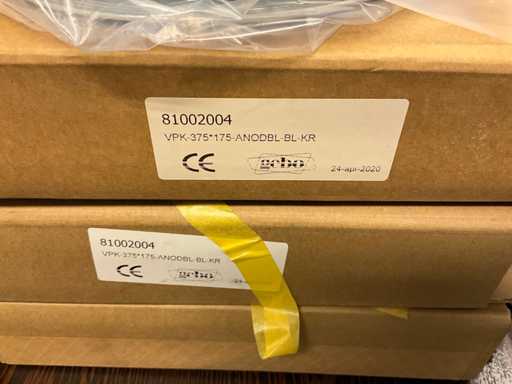 81002004
VPK-375*175-ANODBL-BL-KR
CE
gebo
24-apr-2020
81002004
VPK-375*175-ANODBL-BL-KR
CE
gebo